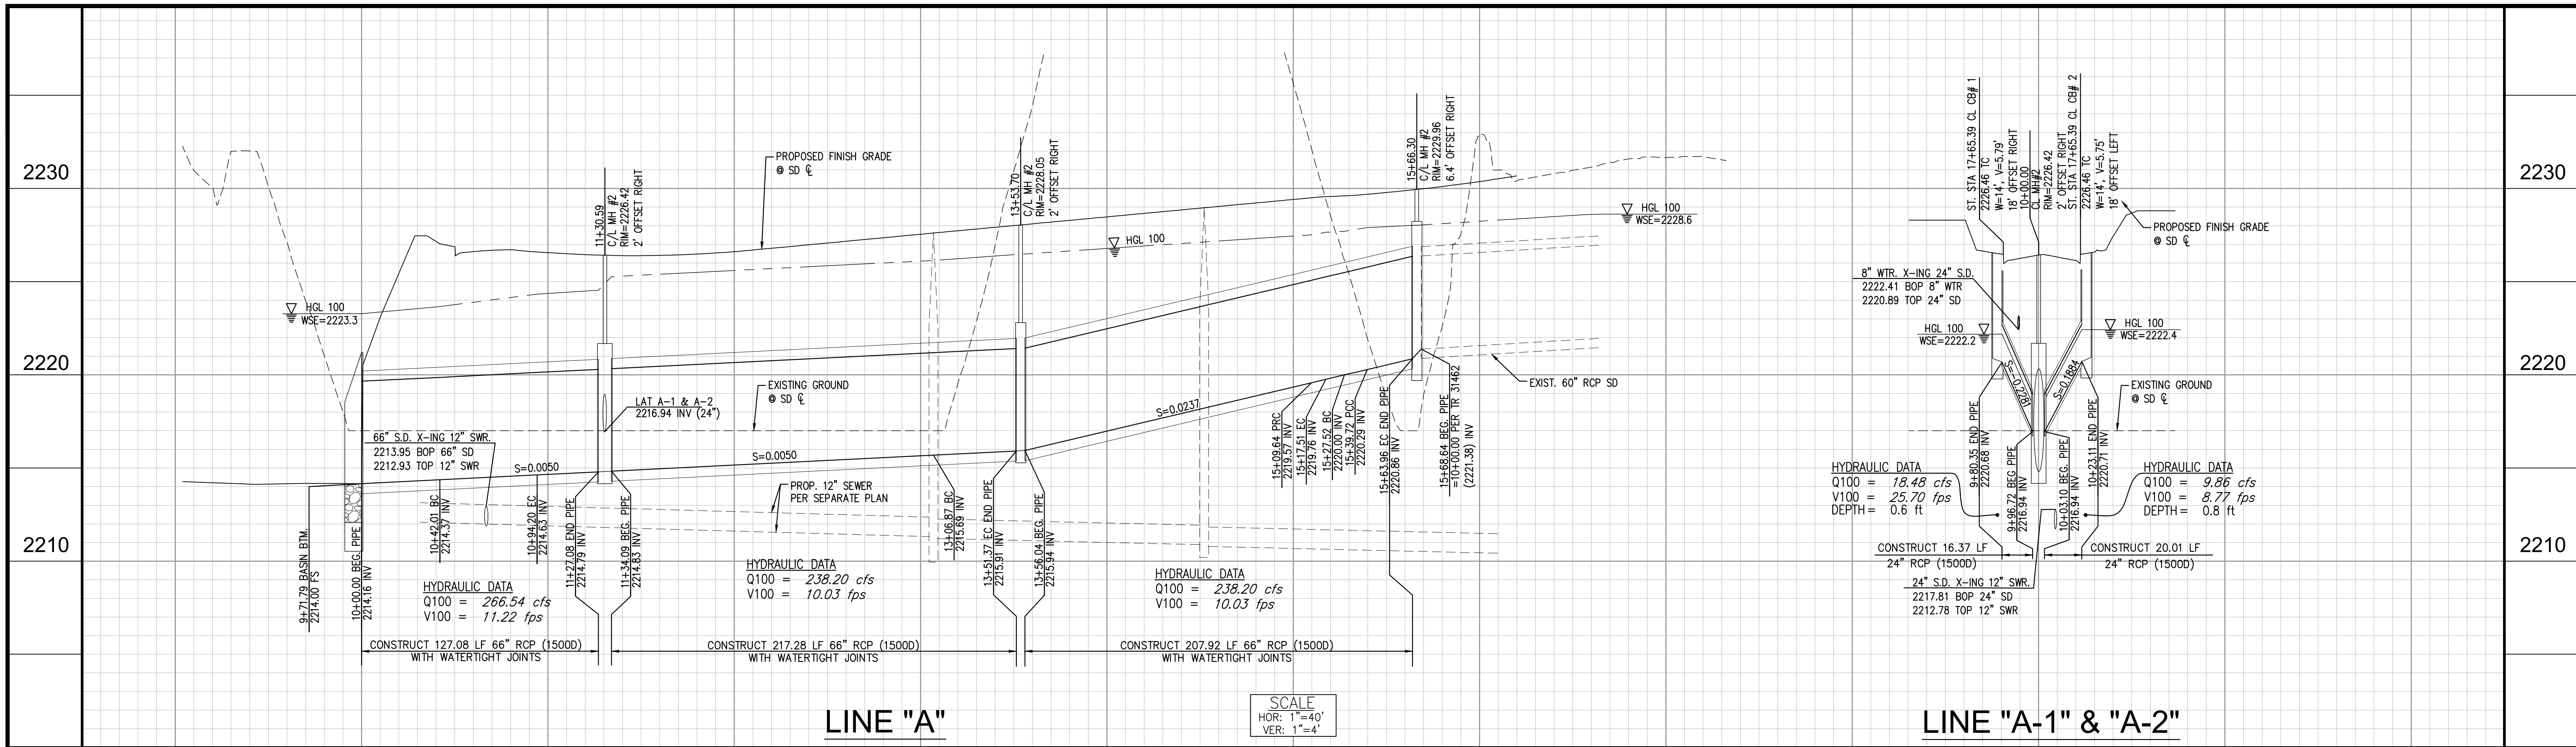 2230
2220
2210
HGL 100
WSE=2223.3
PROPOSED FINISH GRADE
@ SD ℄
11+30.59
C/L MH #2
RIM=2226.42
2' OFFSET RIGHT
13+53.70
C/L MH #2
RIM=2228.05
2' OFFSET RIGHT
HGL 100
15+66.30
C/L MH #2
RIM=2229.96
6.4' OFFSET RIGHT
HGL 100
WSE=2228.6
EXISTING GROUND
@ SD ℄
LAT A-1 & A-2
2216.94 INV (24")
66" S.D. X-ING 12" SWR.
2213.95 BOP 66" SD
2212.93 TOP 12" SWR
S=0.0050
S=0.0050
S=0.0237
EXIST. 60" RCP SD
PROP. 12" SEWER
PER SEPARATE PLAN
9+71.79 BASIN BTM.
2214.00 FS
10+00.00 BEG. PIPE
2214.16 INV
10+42.01 BC
2214.37 INV
10+94.20 EC
2214.63 INV
11+27.08 END PIPE
2214.79 INV
11+34.09 BEG. PIPE
2214.83 INV
13+06.87 BC
2215.69 INV
13+51.37 EC END PIPE
2215.91 INV
13+56.04 BEG. PIPE
2215.94 INV
15+09.64 PRC
2219.57 INV
15+17.51 EC
2219.76 INV
15+27.52 BC
2220.00 INV
15+39.72 PCC
2220.29 INV
15+63.96 EC END PIPE
2220.86 INV
15+68.64 BEG. PIPE
=10+00.00 PER TR 31462
(2221.38) INV
HYDRAULIC DATA
Q100 = 266.54 cfs
V100 = 11.22 fps
HYDRAULIC DATA
Q100 = 238.20 cfs
V100 = 10.03 fps
HYDRAULIC DATA
Q100 = 238.20 cfs
V100 = 10.03 fps
CONSTRUCT 127.08 LF 66" RCP (1500D)
WITH WATERTIGHT JOINTS
CONSTRUCT 217.28 LF 66" RCP (1500D)
WITH WATERTIGHT JOINTS
CONSTRUCT 207.92 LF 66" RCP (1500D)
WITH WATERTIGHT JOINTS
LINE "A"
SCALE
HOR: 1"=40'
VER: 1"=4'
ST. STA 17+65.39 CL CB# 1
2226.46 TC
W=14', V=5.79'
18' OFFSET RIGHT
10+00.00
CL MH#2
RIM=2226.42
2' OFFSET RIGHT
ST. STA 17+65.39 CL CB# 2
2226.46 TC
W=14', V=5.75'
18' OFFSET LEFT
PROPOSED FINISH GRADE
@ SD ℄
8" WTR. X-ING 24" S.D.
2222.41 BOP 8" WTR
2220.89 TOP 24" SD
HGL 100
WSE=2222.2
HGL 100
WSE=2222.4
S=-0.2281
S=0.1884
EXISTING GROUND
@ SD ℄
9+80.35 END PIPE
2220.68 INV
9+96.72 BEG PIPE
2216.94 INV
10+03.10 BEG. PIPE
2216.94 INV
10+23.11 END PIPE
2220.71 INV
HYDRAULIC DATA
Q100 = 18.48 cfs
V100 = 25.70 fps
DEPTH = 0.6 ft
HYDRAULIC DATA
Q100 = 9.86 cfs
V100 = 8.77 fps
DEPTH = 0.8 ft
CONSTRUCT 16.37 LF
24" RCP (1500D)
CONSTRUCT 20.01 LF
24" RCP (1500D)
24" S.D. X-ING 12" SWR.
2217.81 BOP 24" SD
2212.78 TOP 12" SWR
LINE "A-1" & "A-2"
2230
2220
2210